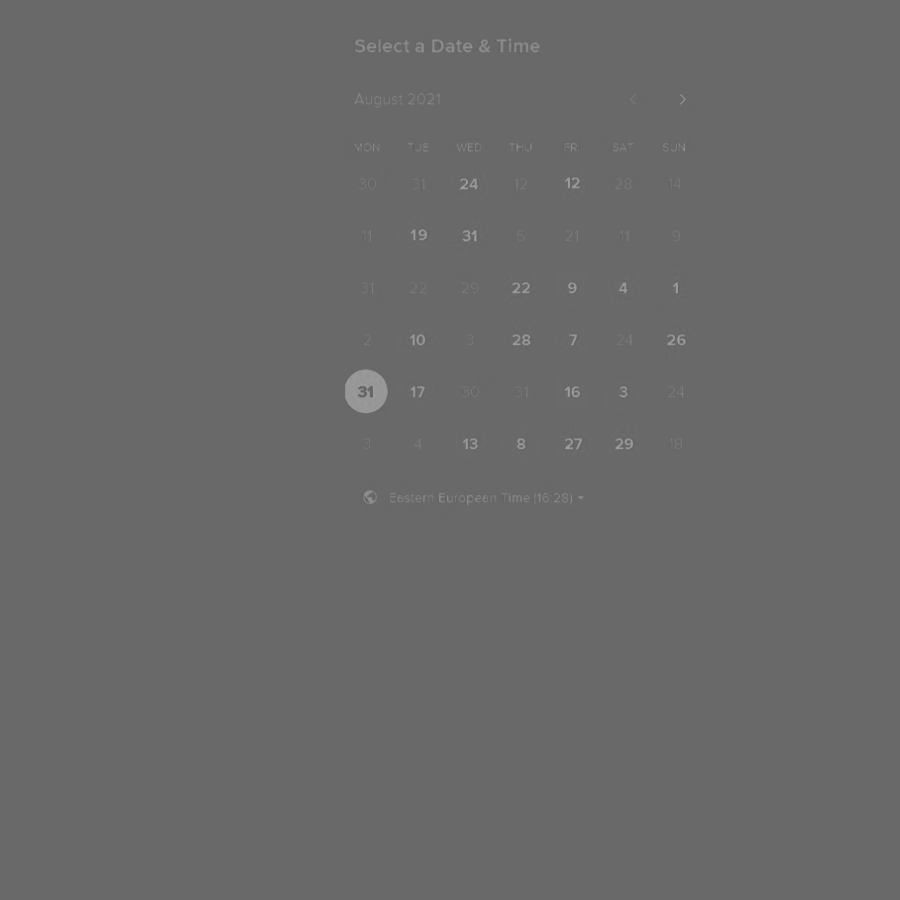 Select a Date & Time
August 2021
MON TUE WED THU FRI SAT SUN
30 31 24 12 12 28 14
11 19 31 5 21 11 9
31 22 29 22 9 4 1
2 10 3 28 7 24 26
31 17 30 31 16 3 24
3 4 13 8 27 29 18
Eastern European Time (16:28)